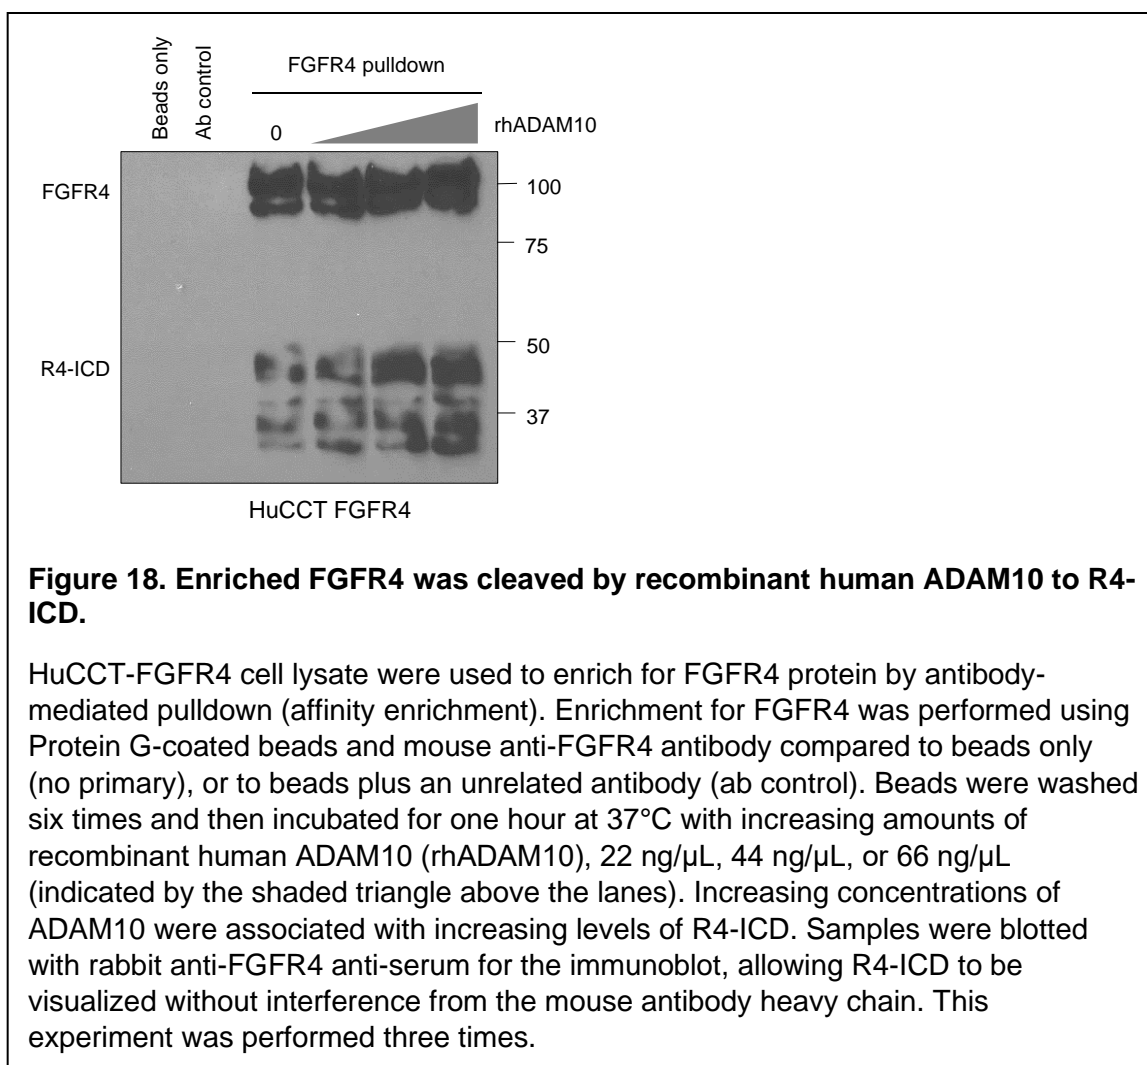 Beads only
Ab control
FGFR4 pulldown
0
rhADAM10
FGFR4
100
75
50
R4-ICD
37
HuCCT FGFR4
Figure 18. Enriched FGFR4 was cleaved by recombinant human ADAM10 to R4-
ICD.
HuCCT-FGFR4 cell lysate were used to enrich for FGFR4 protein by antibody-
mediated pulldown (affinity enrichment). Enrichment for FGFR4 was performed using
Protein G-coated beads and mouse anti-FGFR4 antibody compared to beads only
(no primary), or to beads plus an unrelated antibody (ab control). Beads were washed
six times and then incubated for one hour at 37°C with increasing amounts of
recombinant human ADAM10 (rhADAM10), 22 ng/µL, 44 ng/µL, or 66 ng/µL
(indicated by the shaded triangle above the lanes). Increasing concentrations of
ADAM10 were associated with increasing levels of R4-ICD. Samples were blotted
with rabbit anti-FGFR4 anti-serum for the immunoblot, allowing R4-ICD to be
visualized without interference from the mouse antibody heavy chain. This
experiment was performed three times.